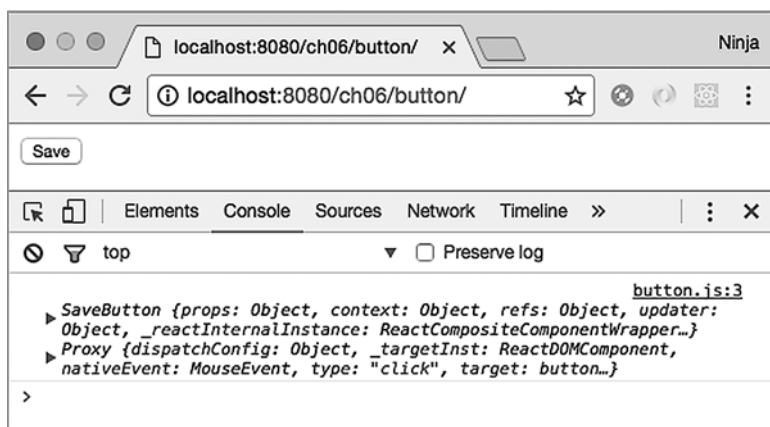 localhost:8080/ch06/button/ ×
Ninja
localhost:8080/ch06/button/
Save
Elements Console Sources Network Timeline »
top Preserve log
button.js:3
SaveButton {props: Object, context: Object, refs: Object, updater:
Object, _reactInternalInstance: ReactCompositeComponentWrapper…}
Proxy {dispatchConfig: Object, _targetInst: ReactDOMComponent,
nativeEvent: MouseEvent, type: "click", target: button…}
>